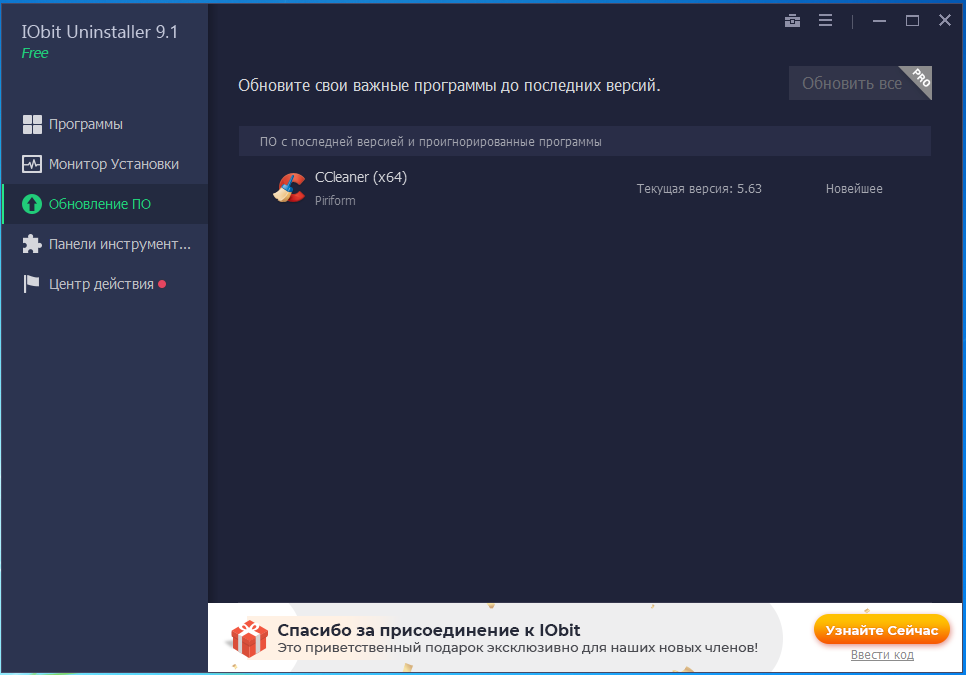 IObit Uninstaller 9.1
Free
Программы
Монитор Установки
Обновление ПО
Панели инструмент...
Центр действия
Обновите свои важные программы до последних версий.
Обновить все
PRO
ПО с последней версией и проигнорированные программы
CCleaner (x64)
Piriform
Текущая версия: 5.63
Новейшее
Спасибо за присоединение к IObit
Это приветственный подарок эксклюзивно для наших новых членов!
Узнайте Сейчас
Ввести код